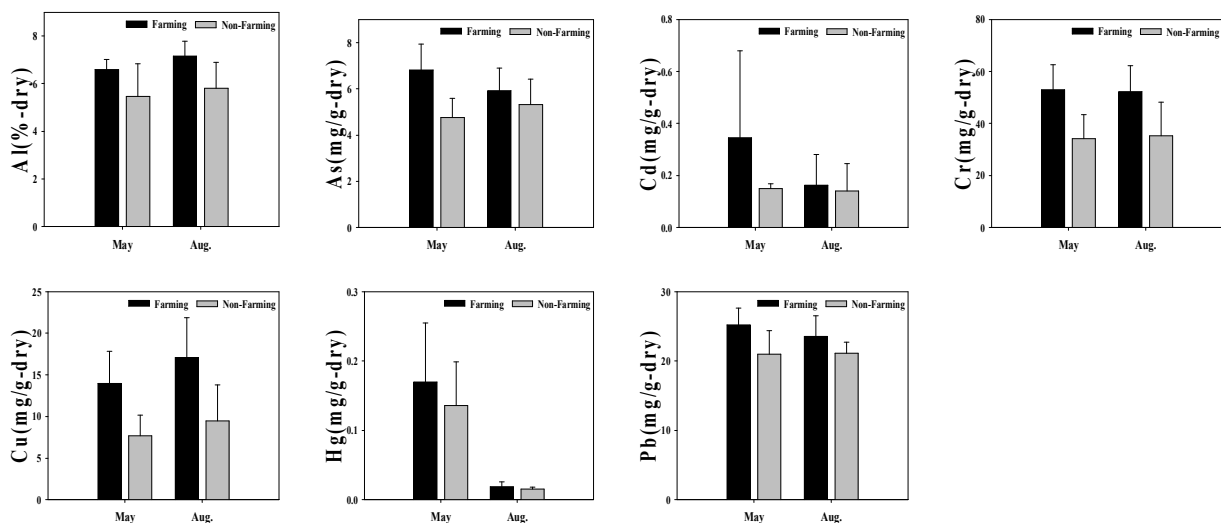 Al(%-dry)
8
6
4
2
0
Farming
Non-Farming
May
Aug.
As(mg/g-dry)
8
6
4
2
0
Farming
Non-Farming
May
Aug.
Cd(mg/g-dry)
0.8
0.6
0.4
0.2
0.0
Farming
Non-Farming
May
Aug.
Cr(mg/g-dry)
80
60
40
20
0
Farming
Non-Farming
May
Aug.
Cu(mg/g-dry)
25
20
15
10
5
0
Farming
Non-Farming
May
Aug.
Hg(mg/g-dry)
0.3
0.2
0.1
0.0
Farming
Non-Farming
May
Aug.
Pb(mg/g-dry)
30
20
10
0
Farming
Non-Farming
May
Aug.